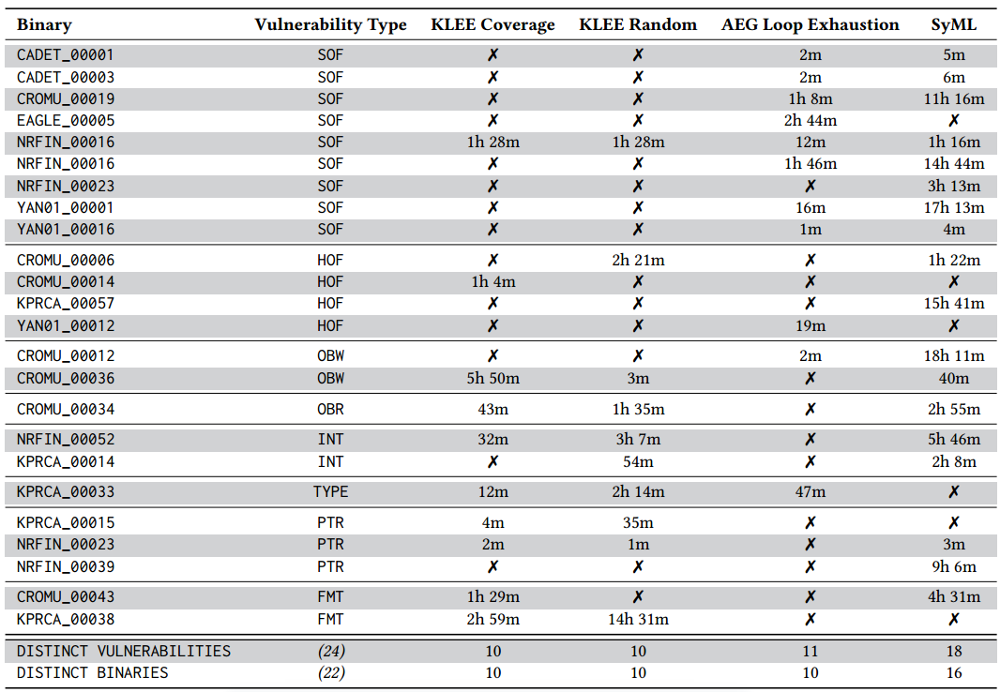 Binary Vulnerability Type KLEE Coverage KLEE Random AEG Loop Exhaustion SyML
CADET_00001 SOF ✗ ✗ 2m 5m
CADET_00003 SOF ✗ ✗ 2m 6m
CROMU_00019 SOF ✗ ✗ 1h 8m 11h 16m
EAGLE_00005 SOF ✗ ✗ 2h 44m ✗
NRFIN_00016 SOF 1h 28m 1h 28m 12m 1h 16m
NRFIN_00016 SOF ✗ ✗ 1h 46m 14h 44m
NRFIN_00023 SOF ✗ ✗ ✗ 3h 13m
YAN01_00001 SOF ✗ ✗ 16m 17h 13m
YAN01_00016 SOF ✗ ✗ 1m 4m
CROMU_00006 HOF ✗ 2h 21m ✗ 1h 22m
CROMU_00014 HOF 1h 4m ✗ ✗ ✗
KPRCA_00057 HOF ✗ ✗ ✗ 15h 41m
YAN01_00012 HOF ✗ ✗ 19m ✗
CROMU_00012 OBW ✗ ✗ 2m 18h 11m
CROMU_00036 OBW 5h 50m 3m ✗ 40m
CROMU_00034 OBR 43m 1h 35m ✗ 2h 55m
NRFIN_00052 INT 32m 3h 7m ✗ 5h 46m
KPRCA_00014 INT ✗ 54m ✗ 2h 8m
KPRCA_00033 TYPE 12m 2h 14m 47m ✗
KPRCA_00015 PTR 4m 35m ✗ ✗
NRFIN_00023 PTR 2m 1m ✗ 3m
NRFIN_00039 PTR ✗ ✗ ✗ 9h 6m
CROMU_00043 FMT 1h 29m ✗ ✗ 4h 31m
KPRCA_00038 FMT 2h 59m 14h 31m ✗ ✗
DISTINCT VULNERABILITIES (24) 10 10 11 18
DISTINCT BINARIES (22) 10 10 10 16